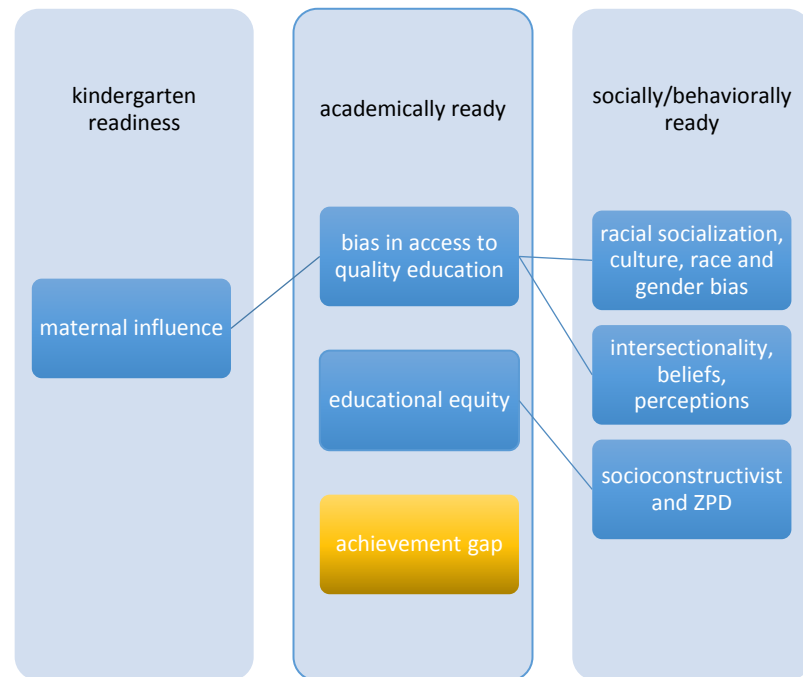 kindergarten
readiness
maternal influence
academically ready
bias in access to
quality education
educational equity
achievement gap
socially/behaviorally
ready
racial socialization,
culture, race and
gender bias
intersectionality,
beliefs,
perceptions
socioconstructivist
and ZPD